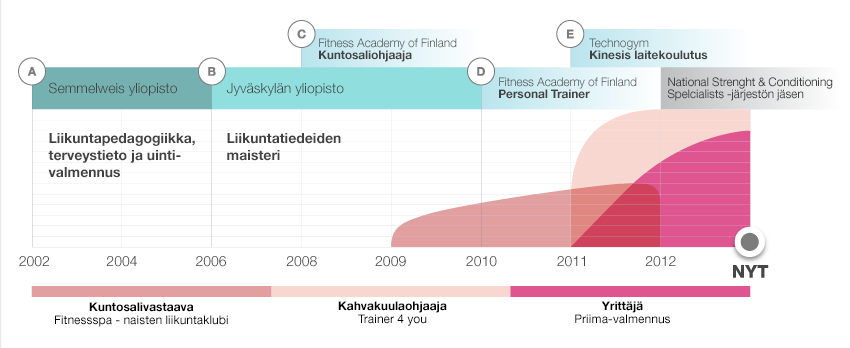 C
Fitness Academy of Finland
Kuntosaliohjaaja
E
Technogym
Kinesis laitekoulutus
A
Semmelweis yliopisto
B
Jyväskylän yliopisto
D
Fitness Academy of Finland
Personal Trainer
National Strenght & Conditioning
Spelcialists -järjestön jäsen
Liikuntapedagogiikka,
terveystieto ja uinti-
valmennus
Liikuntatiedeiden
maisteri
2002 2004 2006 2008 2009 2010 2011 2012
NYT
Kuntosalivastaava
Fitnessspa - naisten liikuntaklubi
Kahvakuulaohjaaja
Trainer 4 you
Yrittäjä
Priima-valmennus